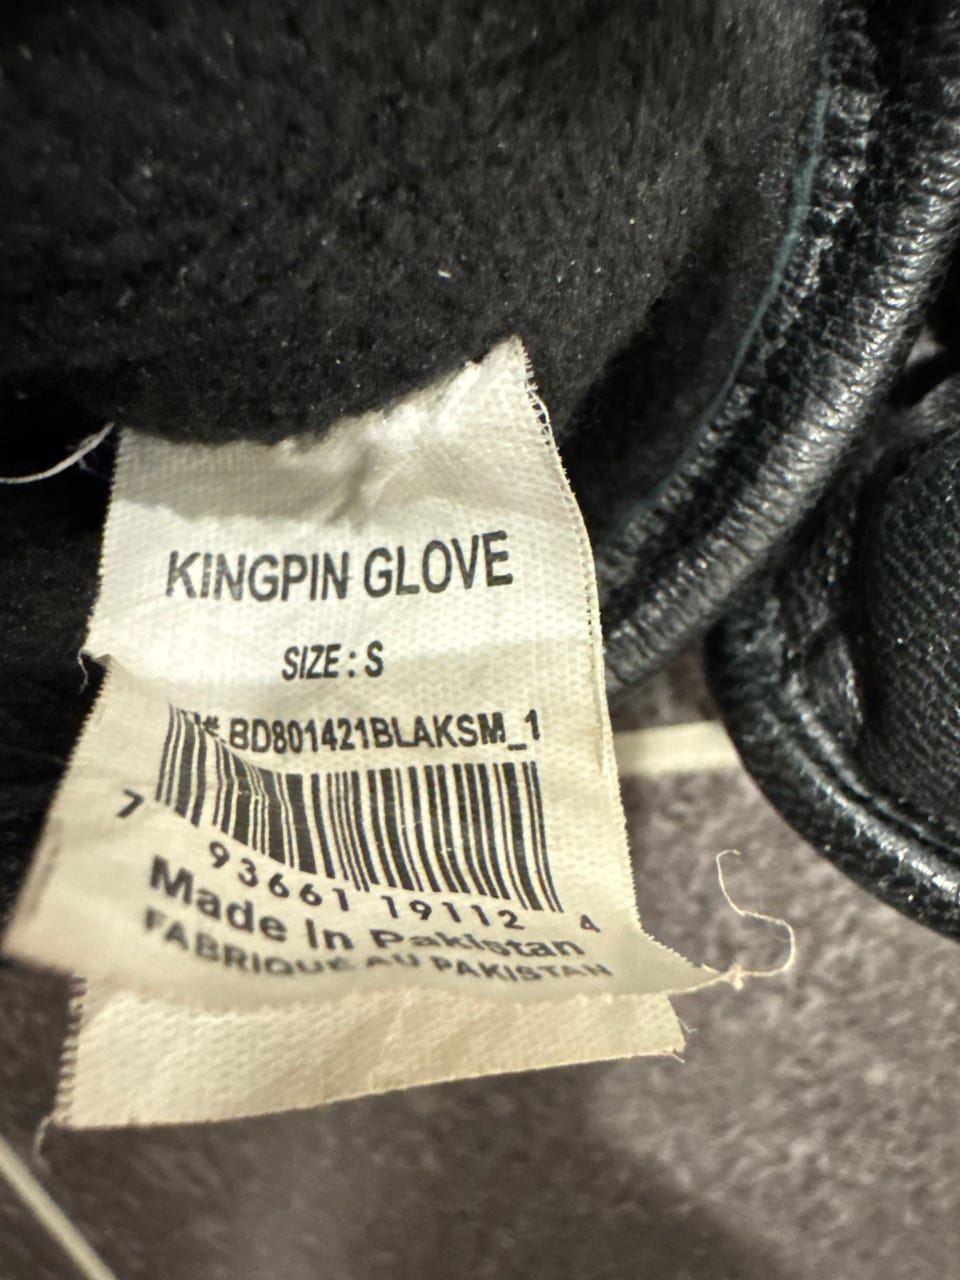 KINGPIN GLOVE
SIZE : S
BD801421BLAKSM_1
7 93661 19112 4
Made In Pakistan
FABRIQUE AU PAKISTAN